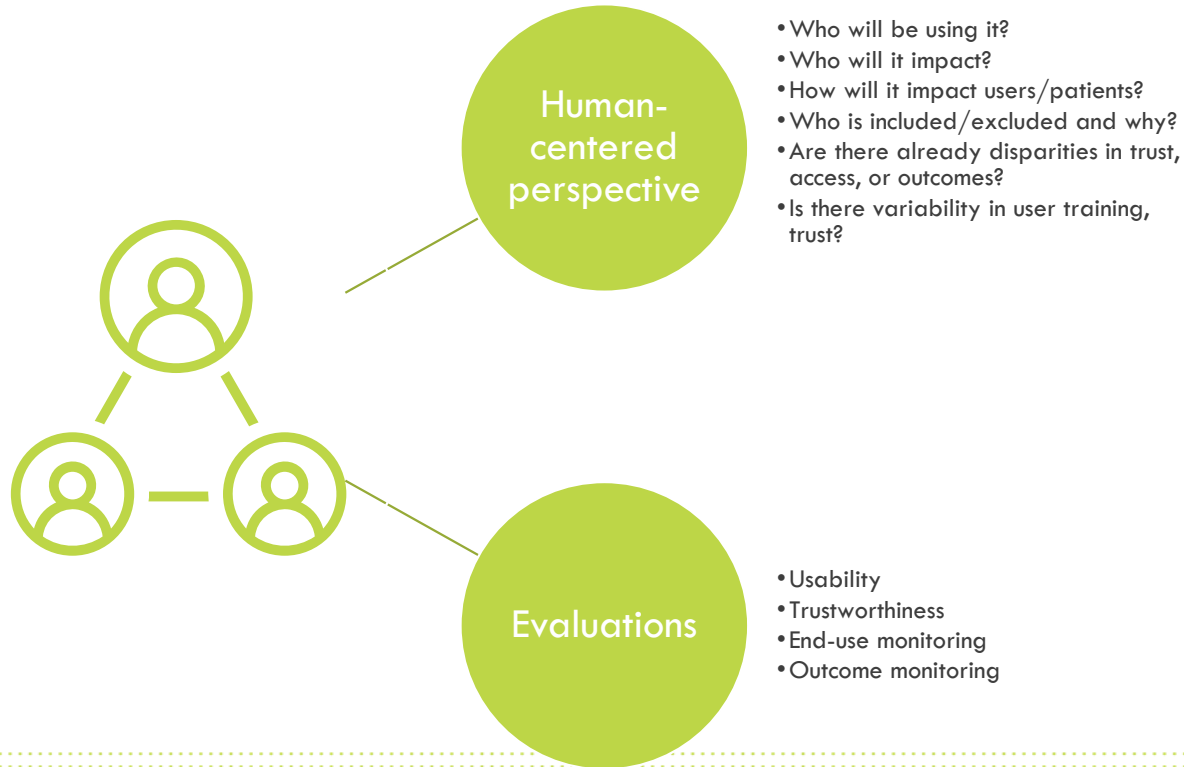 Human-
centered
perspective
•Who will be using it?
•Who will it impact?
•How will it impact users/patients?
•Who is included/excluded and why?
•Are there already disparities in trust,
access, or outcomes?
•Is there variability in user training,
trust?
Evaluations
•Usability
•Trustworthiness
•End-use monitoring
•Outcome monitoring